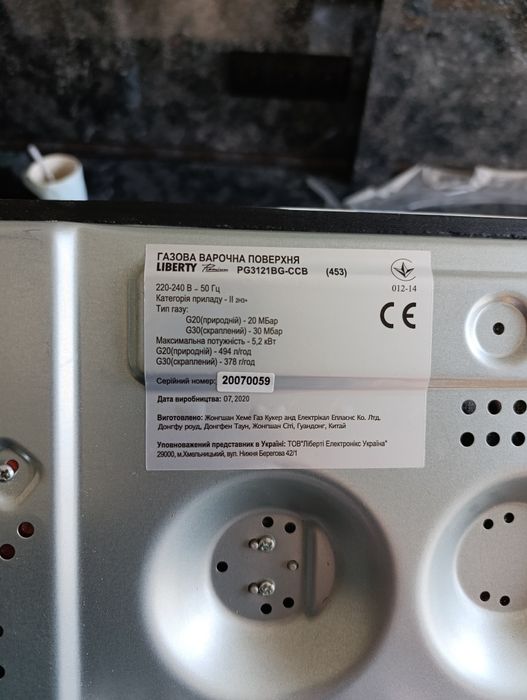 ГАЗОВА ВАРОЧНА ПОВЕРХНЯ
LIBERTY Premium PG3121BG-CCB (453)
012-14
220-240 В ~ 50 Гц
Категорія приладу - II 2H3+
Тип газу:
G20(природній) - 20 МБар
G30(скраплений) - 30 Мбар
Максимальна потужність - 5,2 кВт
G20(природній) - 494 л/год
G30(скраплений) - 378 г/год
CE
Серійний номер: 20070059
Дата виробництва: 07, 2020
Виготовлено: Жонгшан Хеме Газ Кукер анд Електрікал Епплаєнс Ко. Лтд,
Донгфу роуд, Донгфен Таун, Жонгшан Сіті, Гуандонг, Китай
Уповноважений представник в Україні: ТОВ"Ліберті Електронікс Україна"
29000, м.Хмельницький, вул. Нижня Берегова 42/1